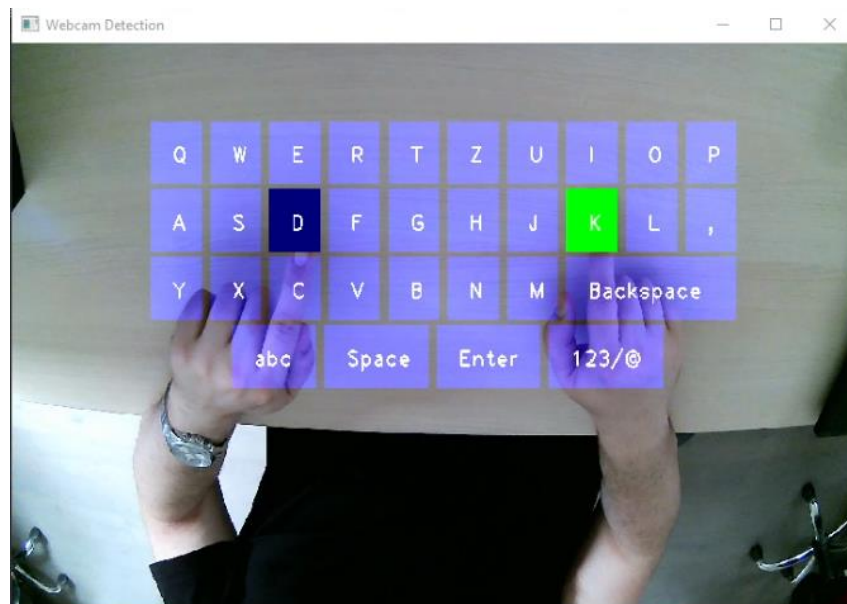 Webcam Detection
Q W E R T Z U I O P
A S D F G H J K L ,
Y X C V B N M Backspace
abc Space Enter 123/@